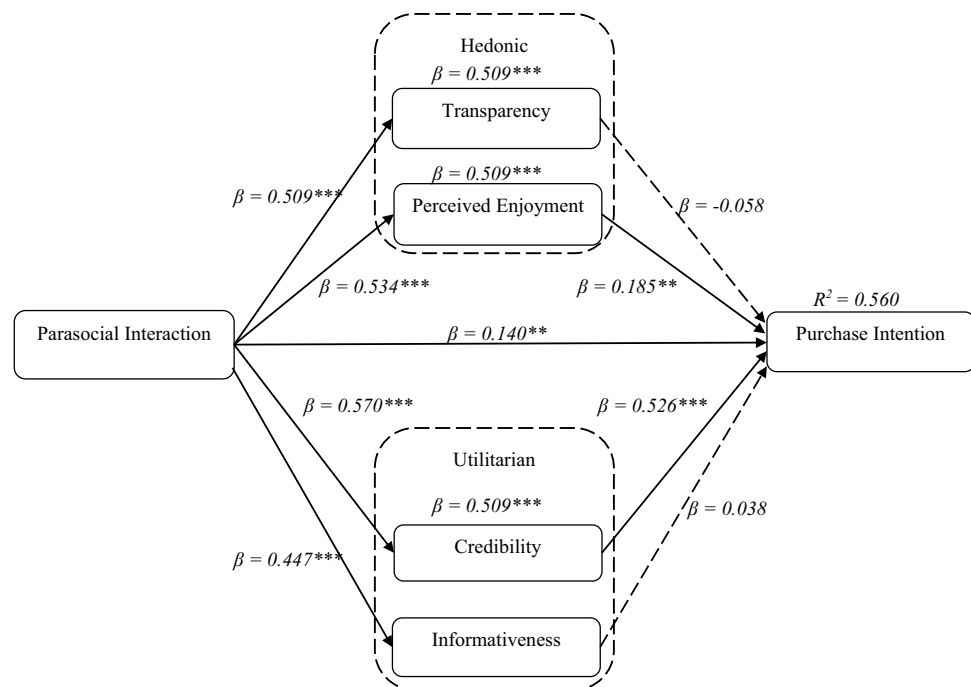 Hedonic
β = 0.509***
Transparency
β = 0.509***
Perceived Enjoyment
β = 0.509***
β = -0.058
β = 0.534***
β = 0.185**
R² = 0.560
Parasocial Interaction
β = 0.140**
Purchase Intention
β = 0.570***
β = 0.526***
Utilitarian
β = 0.509***
Credibility
β = 0.038
β = 0.447***
Informativeness